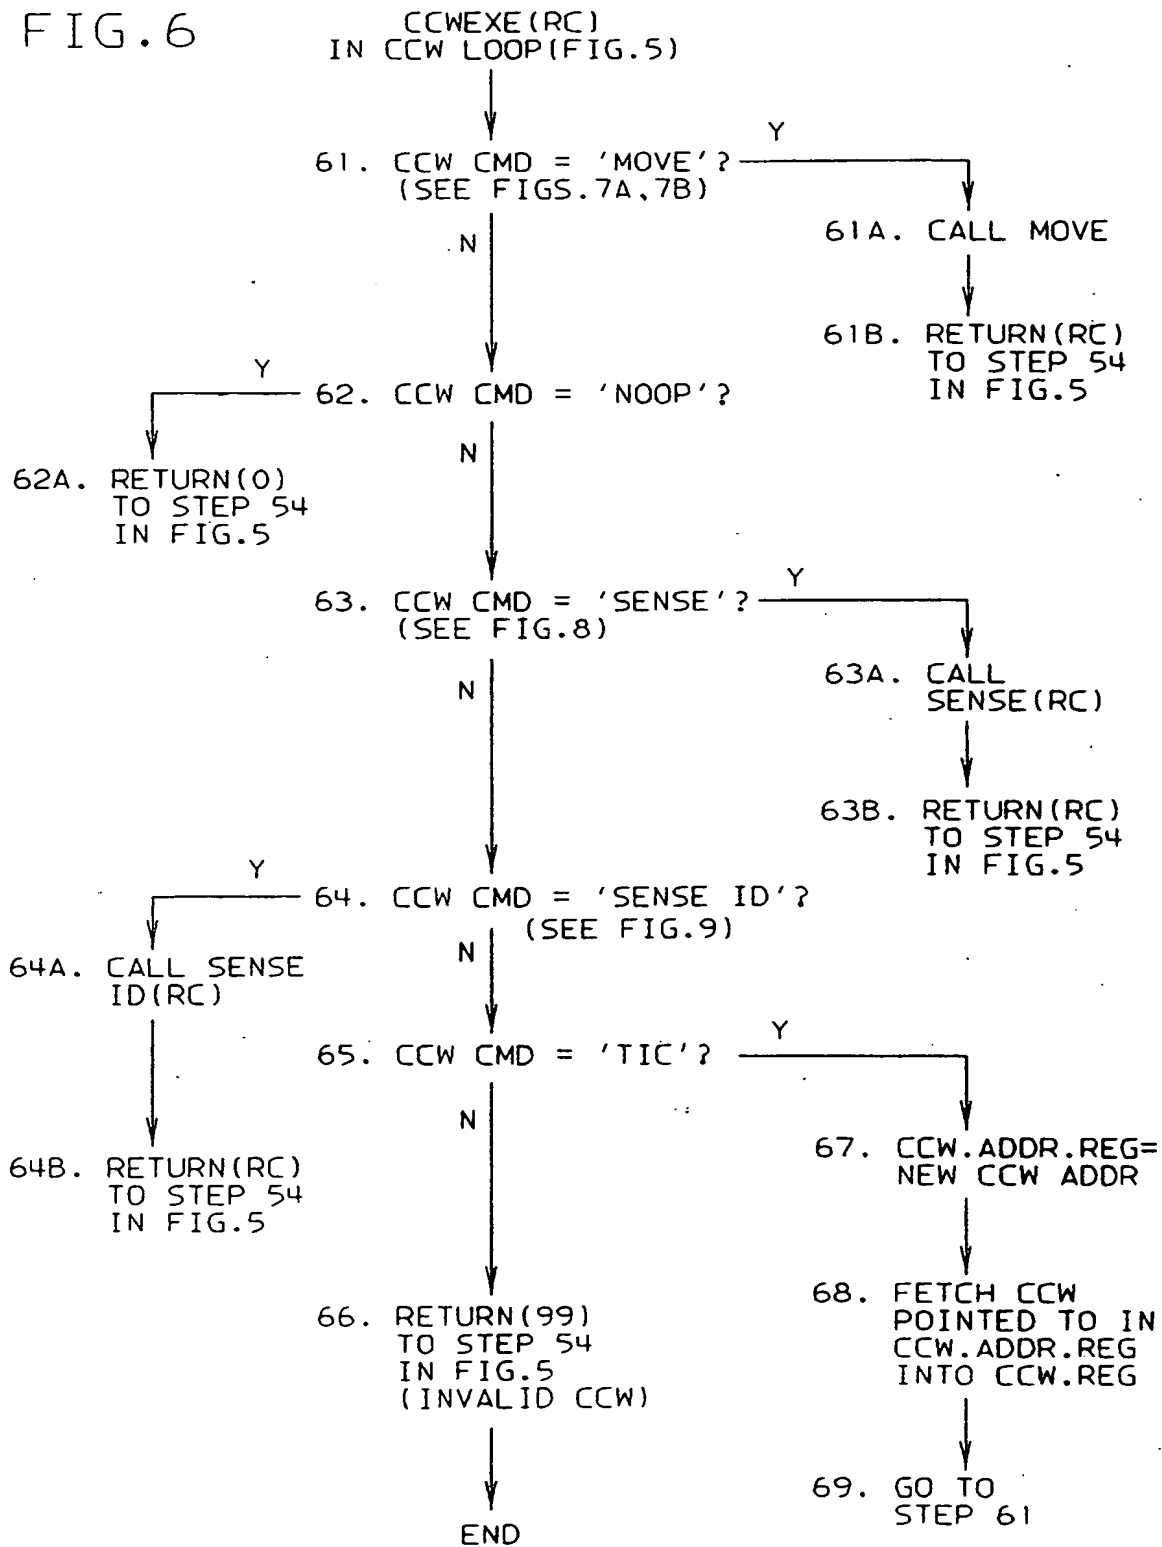 FIG.6
CCWEXE(RC)
IN CCW LOOP(FIG.5)
Y
61. CCW CMD = 'MOVE'?
(SEE FIGS.7A,7B)
N
61A. CALL MOVE
61B. RETURN(RC)
TO STEP 54
IN FIG.5
Y
62. CCW CMD = 'NOOP'?
N
62A. RETURN(0)
TO STEP 54
IN FIG.5
Y
63. CCW CMD = 'SENSE'?
(SEE FIG.8)
N
63A. CALL
SENSE(RC)
63B. RETURN(RC)
TO STEP 54
IN FIG.5
Y
64. CCW CMD = 'SENSE ID'?
(SEE FIG.9)
N
64A. CALL SENSE
ID(RC)
64B. RETURN(RC)
TO STEP 54
IN FIG.5
Y
65. CCW CMD = 'TIC'?
N
67. CCW.ADDR.REG=
NEW CCW ADDR
68. FETCH CCW
POINTED TO IN
CCW.ADDR.REG
INTO CCW.REG
69. GO TO
STEP 61
66. RETURN(99)
TO STEP 54
IN FIG.5
(INVALID CCW)
END